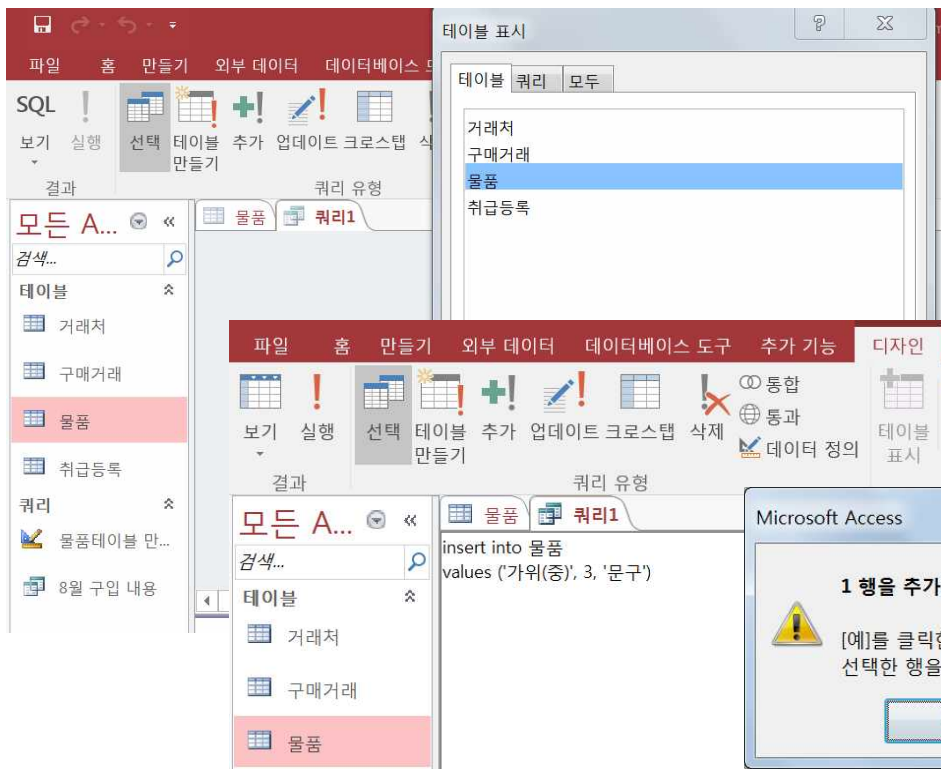 테이블 표시
파일 홈 만들기 외부 데이터 데이터베이스
테이블 쿼리 모두
SQL
보기 실행 선택 테이블 만들기 추가 업데이트 크로스탭
결과 쿼리 유형
거래처
구매거래
물품
취급등록
모든 A... «
물품 쿼리1
검색...
테이블
거래처
구매거래
물품
취급등록
쿼리
물품테이블 만...
8월 구입 내용
파일 홈 만들기 외부 데이터 데이터베이스 도구 추가 기능 디자인
보기 실행 선택 테이블 만들기 추가 업데이트 크로스탭 삭제
통합
통과
데이터 정의
테이블 표시
결과 쿼리 유형
모든 A... «
물품 쿼리1
검색...
insert into 물품
values ('가위(중)', 3, '문구')
테이블
거래처
구매거래
물품
Microsoft Access
1 행을 추가
[예]를 클릭
선택한 행을